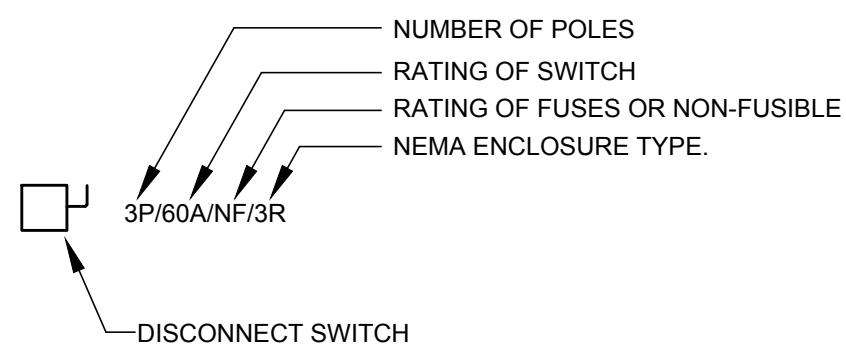 NUMBER OF POLES
RATING OF SWITCH
RATING OF FUSES OR NON-FUSIBLE
NEMA ENCLOSURE TYPE.
3P/60A/NF/3R
DISCONNECT SWITCH